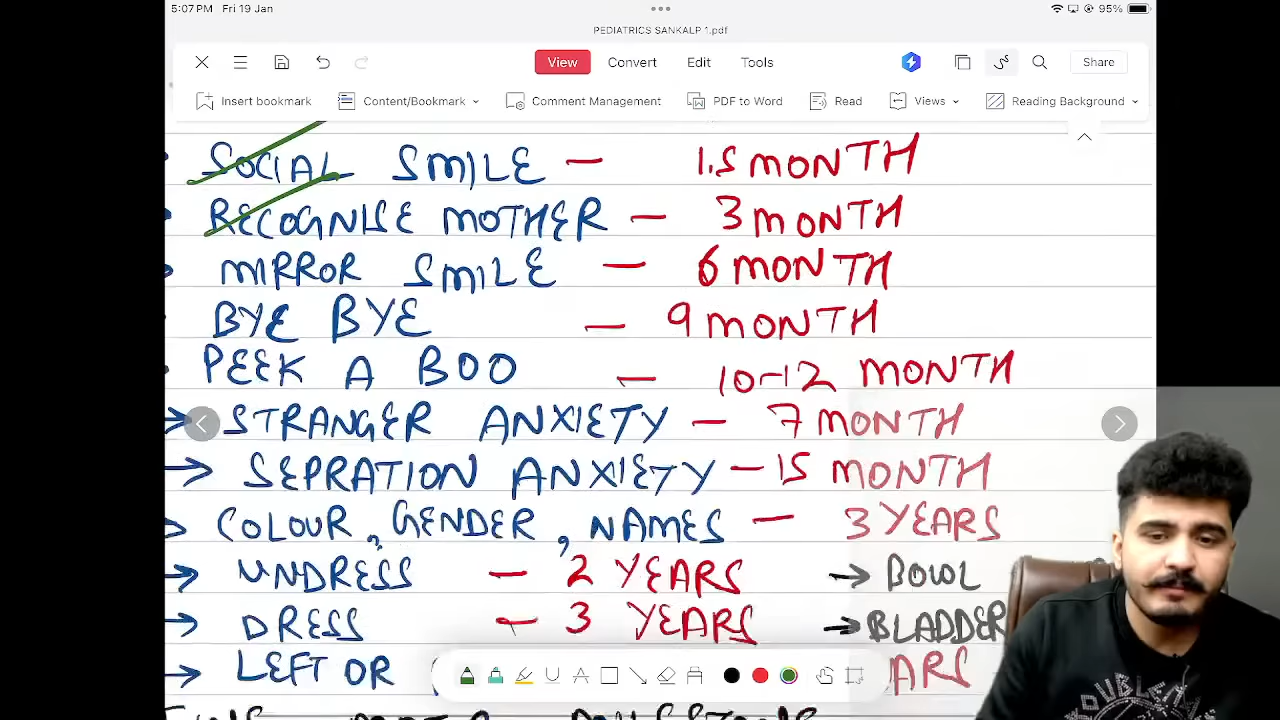 5:07 PM Fri 19 Jan
95%
PEDIATRICS SANKALP 1.pdf
View Convert Edit Tools Share
Insert bookmark Content/Bookmark Comment Management PDF to Word Read Views Reading Background
SOCIAL SMILE — 1.5 MONTH
RECOGNISE MOTHER — 3 MONTH
MIRROR SMILE — 6 MONTH
BYE BYE — 9 MONTH
PEEK A BOO — 10-12 MONTH
→ STRANGER ANXIETY — 7 MONTH
→ SEPRATION ANXIETY — 15 MONTH
COLOUR, GENDER, NAMES — 3 YEARS
→ UNDRESS — 2 YEARS → BOWL
→ DRESS — 3 YEARS → BLADDER
→ LEFT OR ARS